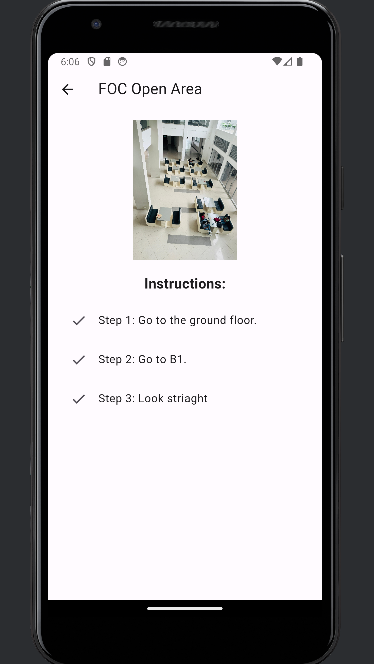 6:06
FOC Open Area
Instructions:
Step 1: Go to the ground floor.
Step 2: Go to B1.
Step 3: Look striaght